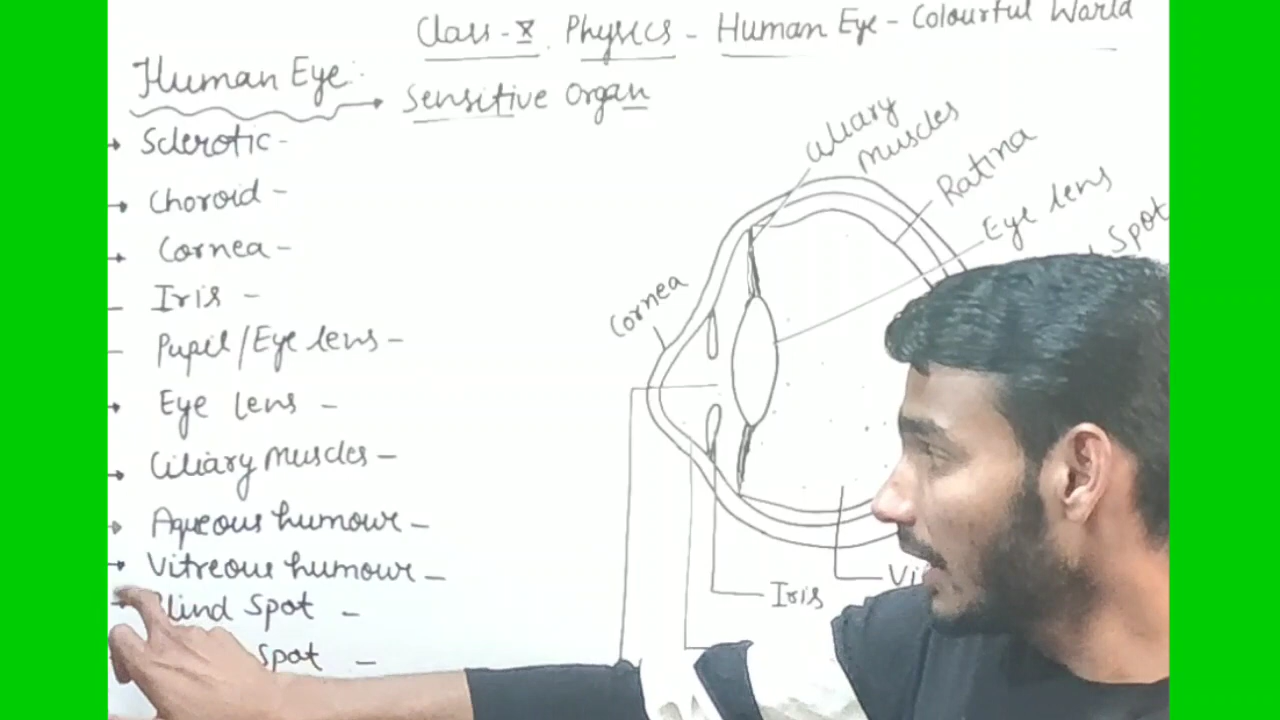 Class-X Physics - Human Eye - Colourful World
Human Eye:
Sensitive Organ
Sclerotic -
Choroid -
Cornea -
Iris -
Pupil/Eye lens -
Eye lens -
Ciliary Muscles -
Aqueous humour -
Vitreous humour -
Blind Spot -
Spot -
Ciliary
Muscles
Ratina
Eye lens
Spot
Cornea
Iris